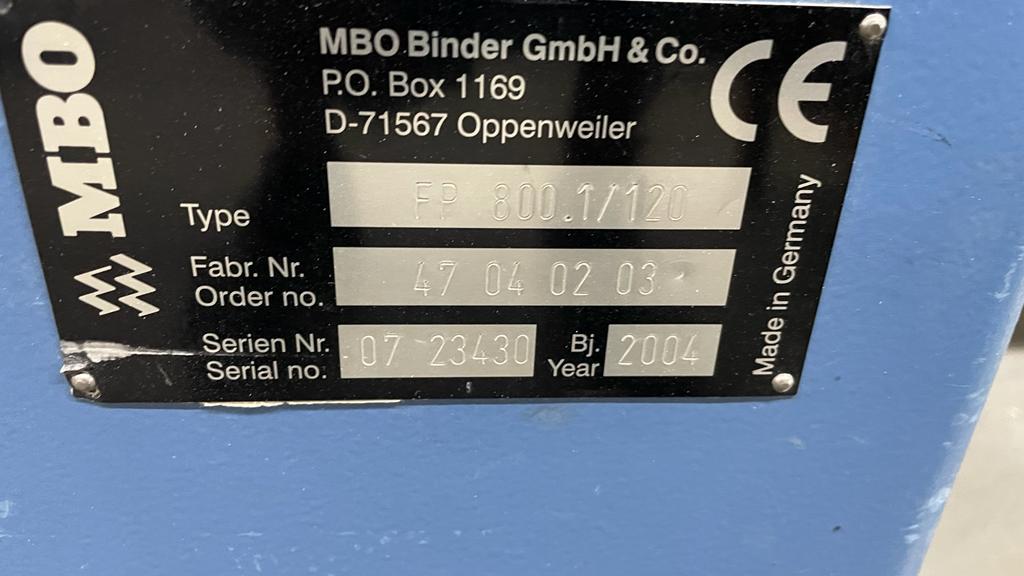 MBO
MBO Binder GmbH & Co.
P.O. Box 1169
D-71567 Oppenweiler
CE
Type FP 800.1/120
Fabr. Nr.
Order no. 47 04 02 03
Serien Nr.
Serial no. 07 23430
Bj.
Year 2004
Made in Germany